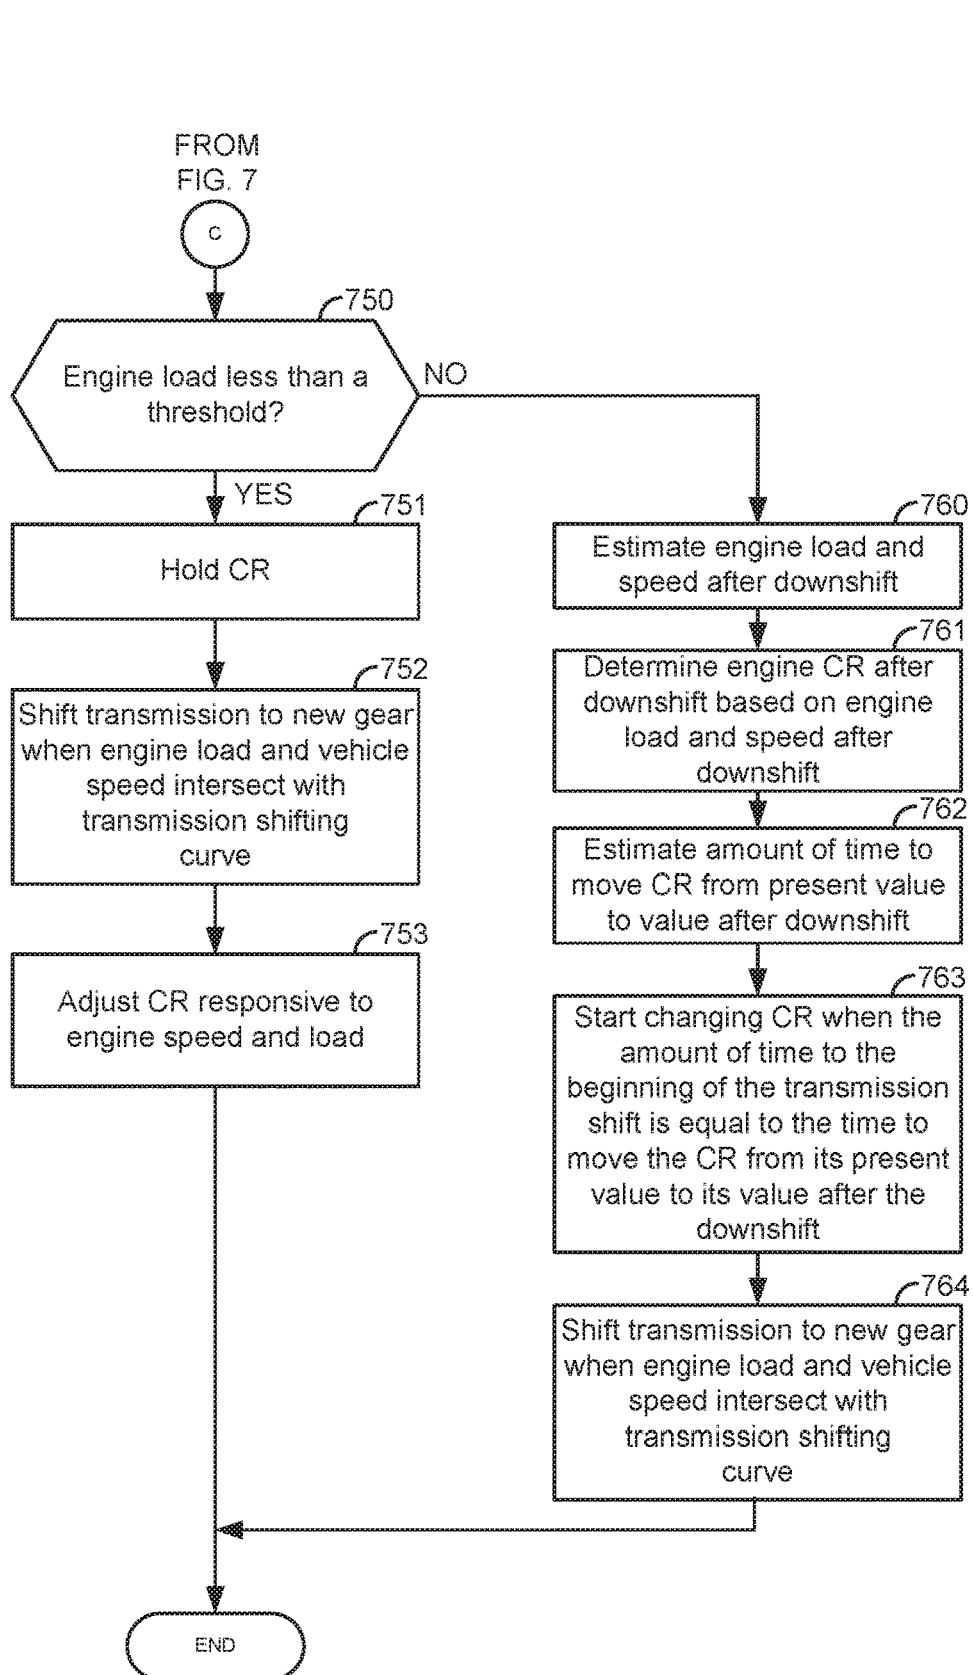 FROM
FIG. 7
C
750
Engine load less than a
threshold?
NO
YES
751
Hold CR
752
Shift transmission to new gear
when engine load and vehicle
speed intersect with
transmission shifting
curve
753
Adjust CR responsive to
engine speed and load
760
Estimate engine load and
speed after downshift
761
Determine engine CR after
downshift based on engine
load and speed after
downshift
762
Estimate amount of time to
move CR from present value
to value after downshift
763
Start changing CR when the
amount of time to the
beginning of the transmission
shift is equal to the time to
move the CR from its present
value to its value after the
downshift
764
Shift transmission to new gear
when engine load and vehicle
speed intersect with
transmission shifting
curve
END